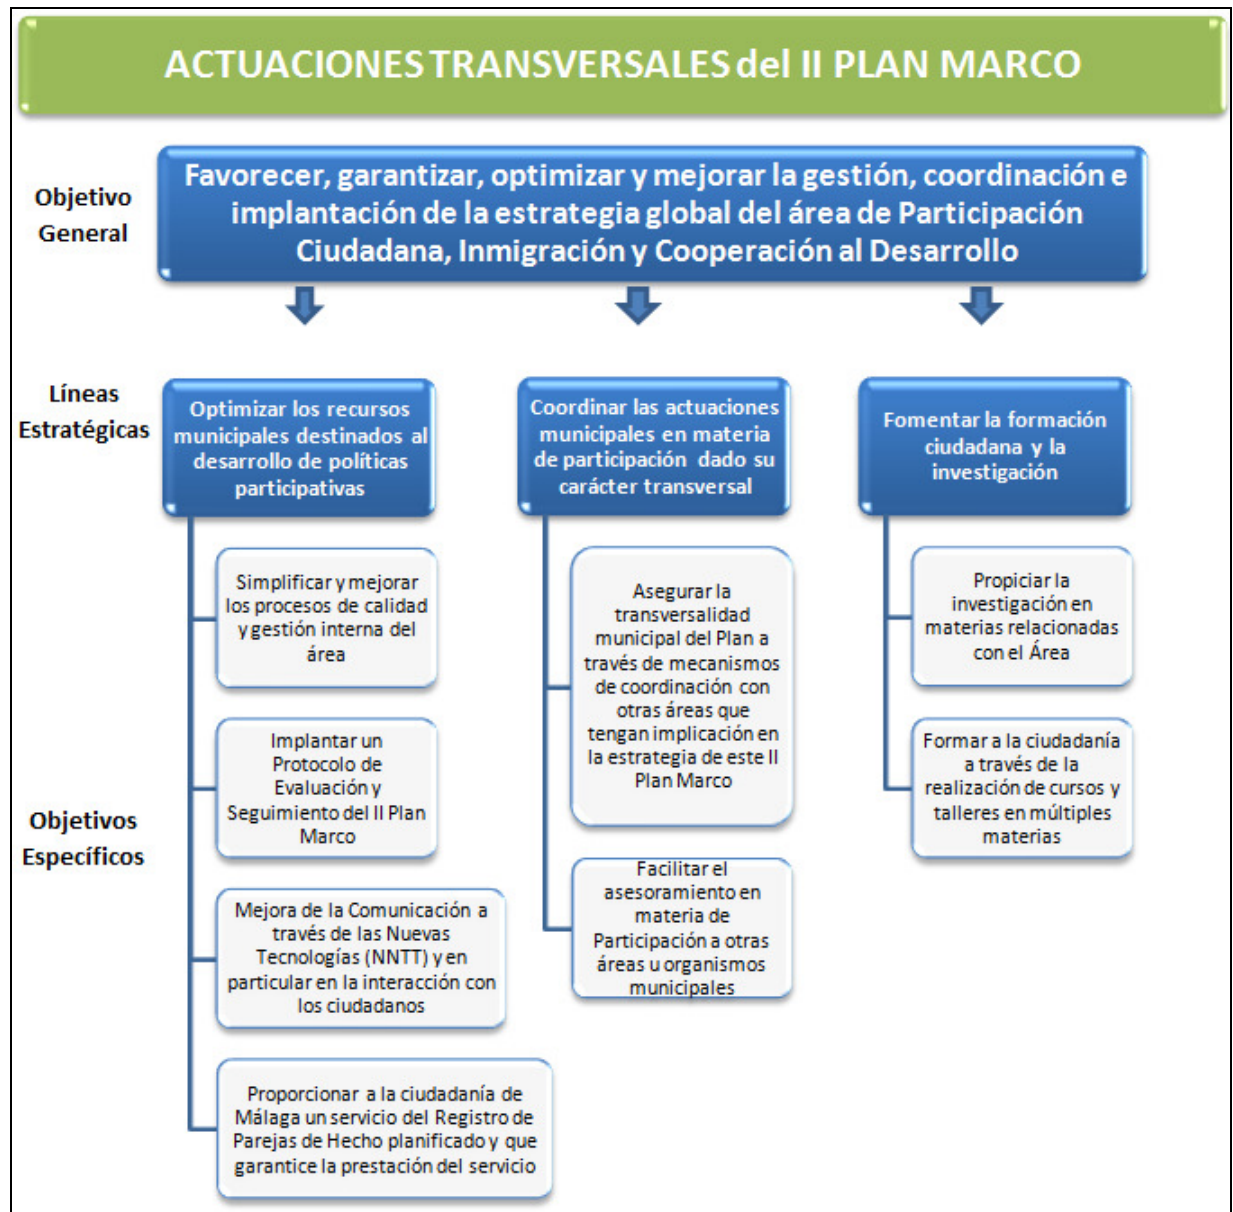 ACTUACIONES TRANSVERSALES del II PLAN MARCO
Objetivo
General
Favorecer, garantizar, optimizar y mejorar la gestión, coordinación e
implantación de la estrategia global del área de Participación
Ciudadana, Inmigración y Cooperación al Desarrollo
Líneas
Estratégicas
Optimizar los recursos
municipales destinados al
desarrollo de políticas
participativas
Coordinar las actuaciones
municipales en materia
de participación dado su
carácter transversal
Fomentar la formación
ciudadana y la
investigación
Objetivos
Específicos
Simplificar y mejorar
los procesos de calidad
y gestión interna del
área
Implantar un
Protocolo de
Evaluación y
Seguimiento del II Plan
Marco
Mejora de la Comunicación a
través de las Nuevas
Tecnologías (NNTT) y en
particular en la interacción con
los ciudadanos
Proporcionar a la ciudadanía de
Málaga un servicio del Registro de
Parejas de Hecho planificado y que
garantice la prestación del servicio
Asegurar la
transversalidad
municipal del Plan a
través de mecanismos
de coordinación con
otras áreas que
tengan implicación en
la estrategia de este II
Plan Marco
Facilitar el
asesoramiento en
materia de
Participación a otras
áreas u organismos
municipales
Propiciar la
investigación en
materias relacionadas
con el Área
Formar a la ciudadanía
a través de la
realización de cursos y
talleres en múltiples
materias